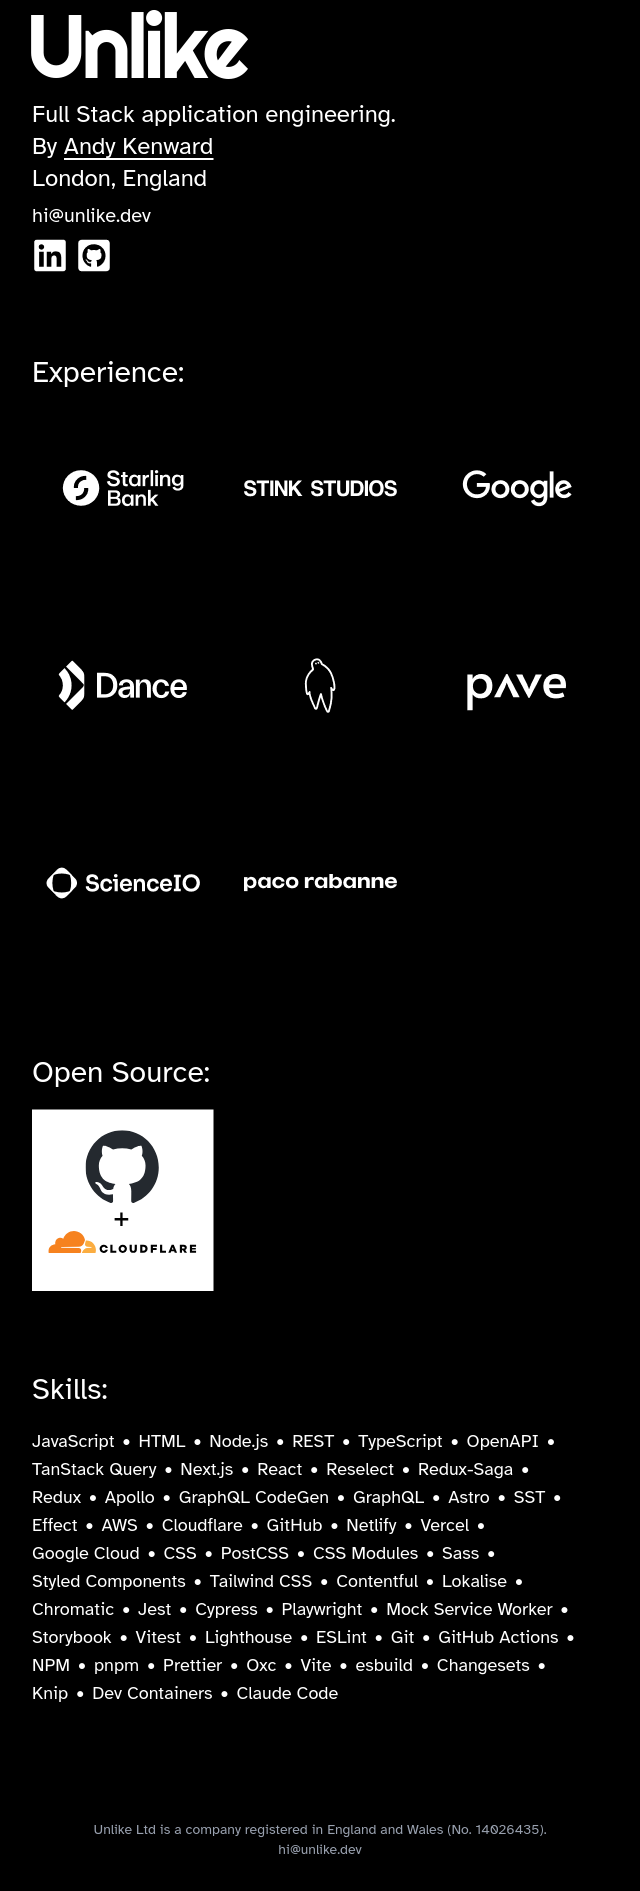 Unlike
Full Stack application engineering.
By Andy Kenward
London, England
hi@unlike.dev
in
Experience:
Starling
Bank
STINK STUDIOS
Google
Dance
pave
ScienceIO
paco rabanne
Open Source:
+
CLOUDFLARE
Skills:
JavaScript • HTML • Node.js • REST • TypeScript • OpenAPI •
TanStack Query • Next.js • React • Reselect • Redux-Saga •
Redux • Apollo • GraphQL CodeGen • GraphQL • Astro • SST •
Effect • AWS • Cloudflare • GitHub • Netlify • Vercel •
Google Cloud • CSS • PostCSS • CSS Modules • Sass •
Styled Components • Tailwind CSS • Contentful • Lokalise •
Chromatic • Jest • Cypress • Playwright • Mock Service Worker •
Storybook • Vitest • Lighthouse • ESLint • Git • GitHub Actions •
NPM • pnpm • Prettier • Oxc • Vite • esbuild • Changesets •
Knip • Dev Containers • Claude Code
Unlike Ltd is a company registered in England and Wales (No. 14026435).
hi@unlike.dev